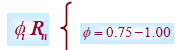 ϕᵢ Rₙ { ϕ = 0.75 – 1.00